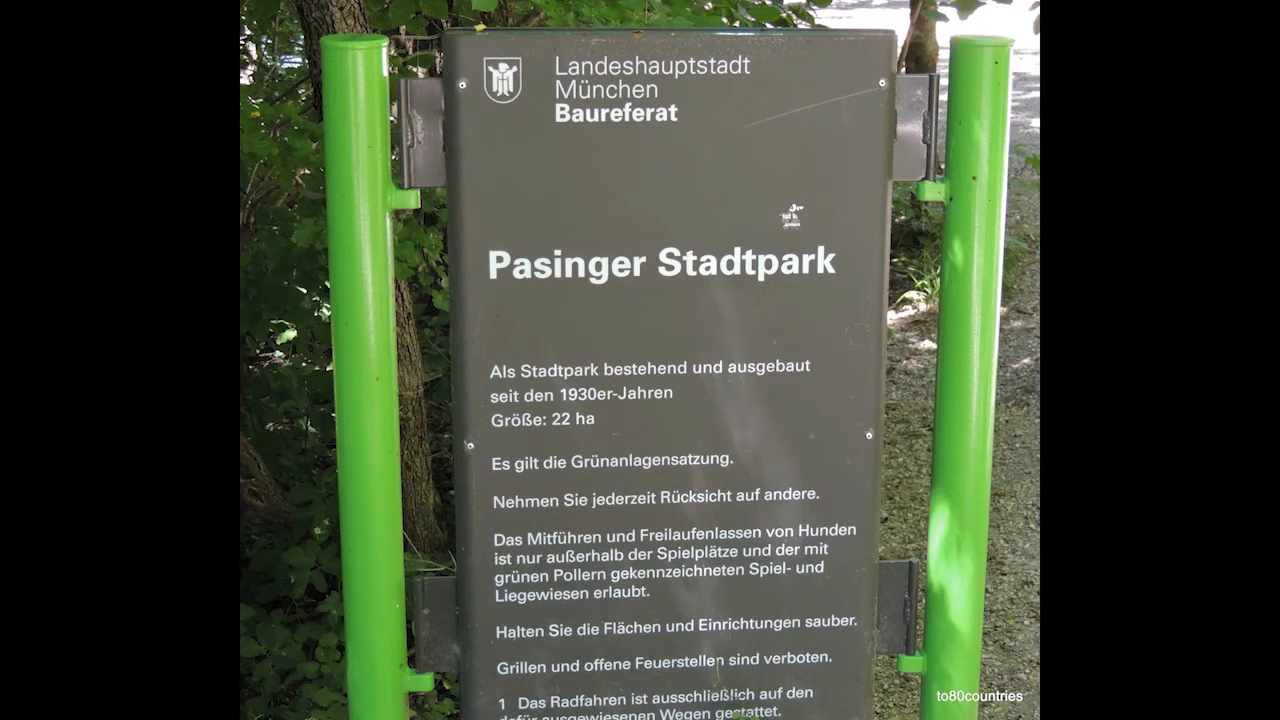 Landeshauptstadt
München
Baureferat
Pasinger Stadtpark
Als Stadtpark bestehend und ausgebaut
seit den 1930er-Jahren
Größe: 22 ha
Es gilt die Grünanlagensatzung.
Nehmen Sie jederzeit Rücksicht auf andere.
Das Mitführen und Freilaufenlassen von Hunden
ist nur außerhalb der Spielplätze und der mit
grünen Pollern gekennzeichneten Spiel- und
Liegewiesen erlaubt.
Halten Sie die Flächen und Einrichtungen sauber.
Grillen und offene Feuerstellen sind verboten.
1 Das Radfahren ist ausschließlich auf den
dafür ausgewiesenen Wegen gestattet.
to80countries